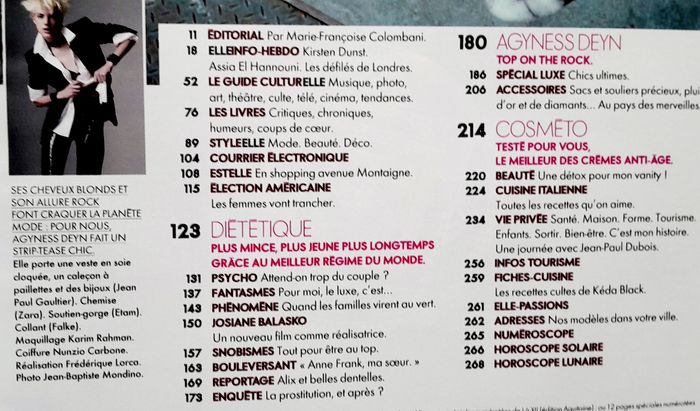 SES CHEVEUX BLONDS ET
SON ALLURE ROCK
FONT CRAQUER LA PLANÈTE
MODE : POUR NOUS,
AGYNESS DEYN FAIT UN
STRIP-TEASE CHIC.
Elle porte une veste en soie
cloquée, un caleçon à
paillettes et des bijoux (Jean
Paul Gaultier). Chemise
(Zara). Soutien-gorge (Etam).
Collant (Falke).
Maquillage Karim Rahman.
Coiffure Nunzio Carbone.
Réalisation Frédérique Lorca.
Photo Jean-Baptiste Mondino.
11 ÉDITORIAL Par Marie-Françoise Colombani.
18 ELLEINFO-HEBDO Kirsten Dunst.
Assia El Hannouni. Les défilés de Londres.
52 LE GUIDE CULTURELLE Musique, photo,
art, théâtre, culte, télé, cinéma, tendances.
76 LES LIVRES Critiques, chroniques,
humeurs, coups de cœur.
89 STYLEELLE Mode. Beauté. Déco.
104 COURRIER ÉLECTRONIQUE
108 ESTELLE En shopping avenue Montaigne.
115 ÉLECTION AMÉRICAINE
Les femmes vont trancher.
123 DIÉTÉTIQUE
PLUS MINCE, PLUS JEUNE PLUS LONGTEMPS
GRÂCE AU MEILLEUR RÉGIME DU MONDE.
131 PSYCHO Attend-on trop du couple ?
137 FANTASMES Pour moi, le luxe, c'est...
143 PHÉNOMÈNE Quand les familles virent au vert.
150 JOSIANE BALASKO
Un nouveau film comme réalisatrice.
157 SNOBISMES Tout pour être au top.
163 BOULEVERSANT « Anne Frank, ma sœur. »
169 REPORTAGE Alix et belles dentelles.
173 ENQUÊTE La prostitution, et après ?
180 AGYNESS DEYN
TOP ON THE ROCK.
186 SPÉCIAL LUXE Chics ultimes.
206 ACCESSOIRES Sacs et souliers précieux, plui
d'or et de diamants... Au pays des merveilles
214 COSMÉTO
TESTÉ POUR VOUS,
LE MEILLEUR DES CRÈMES ANTI-ÂGE.
220 BEAUTÉ Une détox pour mon vanity !
224 CUISINE ITALIENNE
Toutes les recettes qu'on aime.
234 VIE PRIVÉE Santé. Maison. Forme. Tourisme.
Enfants. Sortir. Bien-être. C'est mon histoire.
Une journée avec Jean-Paul Dubois.
256 INFOS TOURISME
259 FICHES-CUISINE
Les recettes cultes de Kéda Black.
261 ELLE-PASSIONS
262 ADRESSES Nos modèles dans votre ville.
265 NUMÉROSCOPE
266 HOROSCOPE SOLAIRE
268 HOROSCOPE LUNAIRE
(édition Aquitaine) : ou 12 pages spéciales numérotées